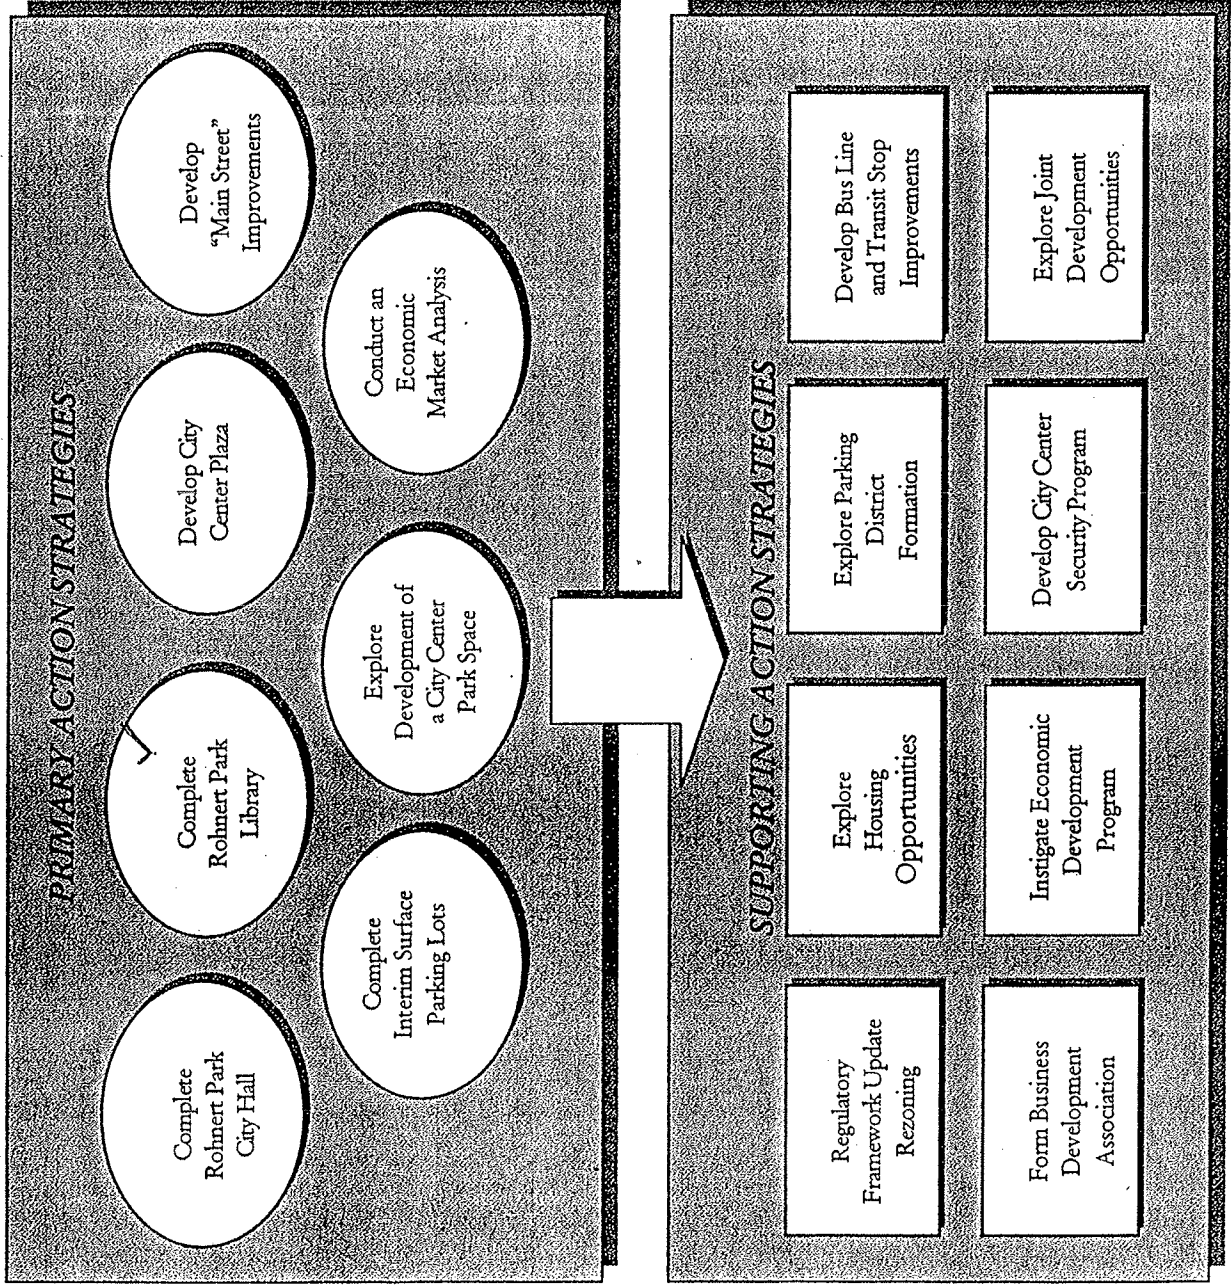 PRIMARY ACTION STRATEGIES
Complete
Rohnert Park
City Hall
Complete
Rohnert Park
Library
Develop City
Center Plaza
Develop
“Main Street”
Improvements
Complete
Interim Surface
Parking Lots
Explore
Development of
a City Center
Park Space
Conduct an
Economic
Market Analysis
SUPPORTING ACTION STRATEGIES
Regulatory
Framework Update
Rezoning
Explore
Housing
Opportunities
Explore Parking
District
Formation
Develop Bus Line
and Transit Stop
Improvements
Form Business
Development
Association
Instigate Economic
Development
Program
Develop City Center
Security Program
Explore Joint
Development
Opportunities